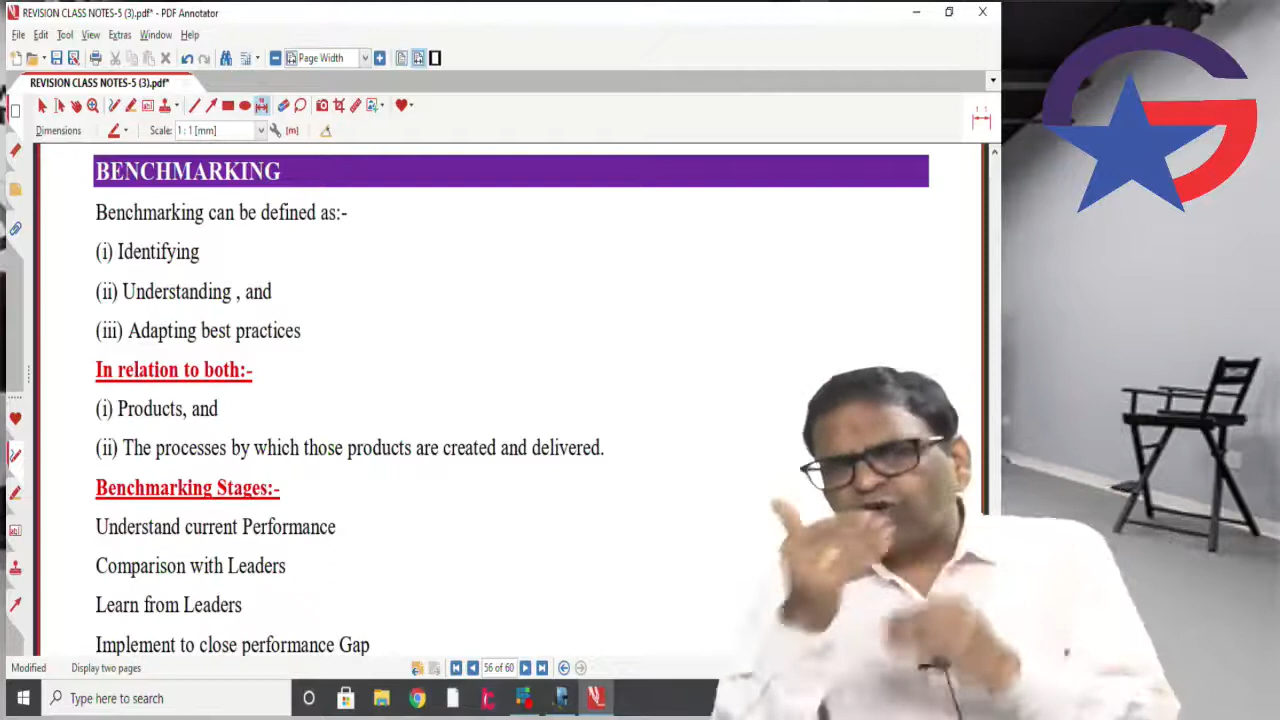 REVISION CLASS NOTES-5 (3).pdf* - PDF Annotator
File Edit Tool View Extras Window Help
Page Width
REVISION CLASS NOTES-5 (3).pdf*
Dimensions Scale: 1 : 1 [mm] [m]
1 1
BENCHMARKING
Benchmarking can be defined as:-
(i) Identifying
(ii) Understanding , and
(iii) Adapting best practices
In relation to both:-
(i) Products, and
(ii) The processes by which those products are created and delivered.
Benchmarking Stages:-
Understand current Performance
Comparison with Leaders
Learn from Leaders
Implement to close performance Gap
Modified Display two pages 56 of 60
Type here to search